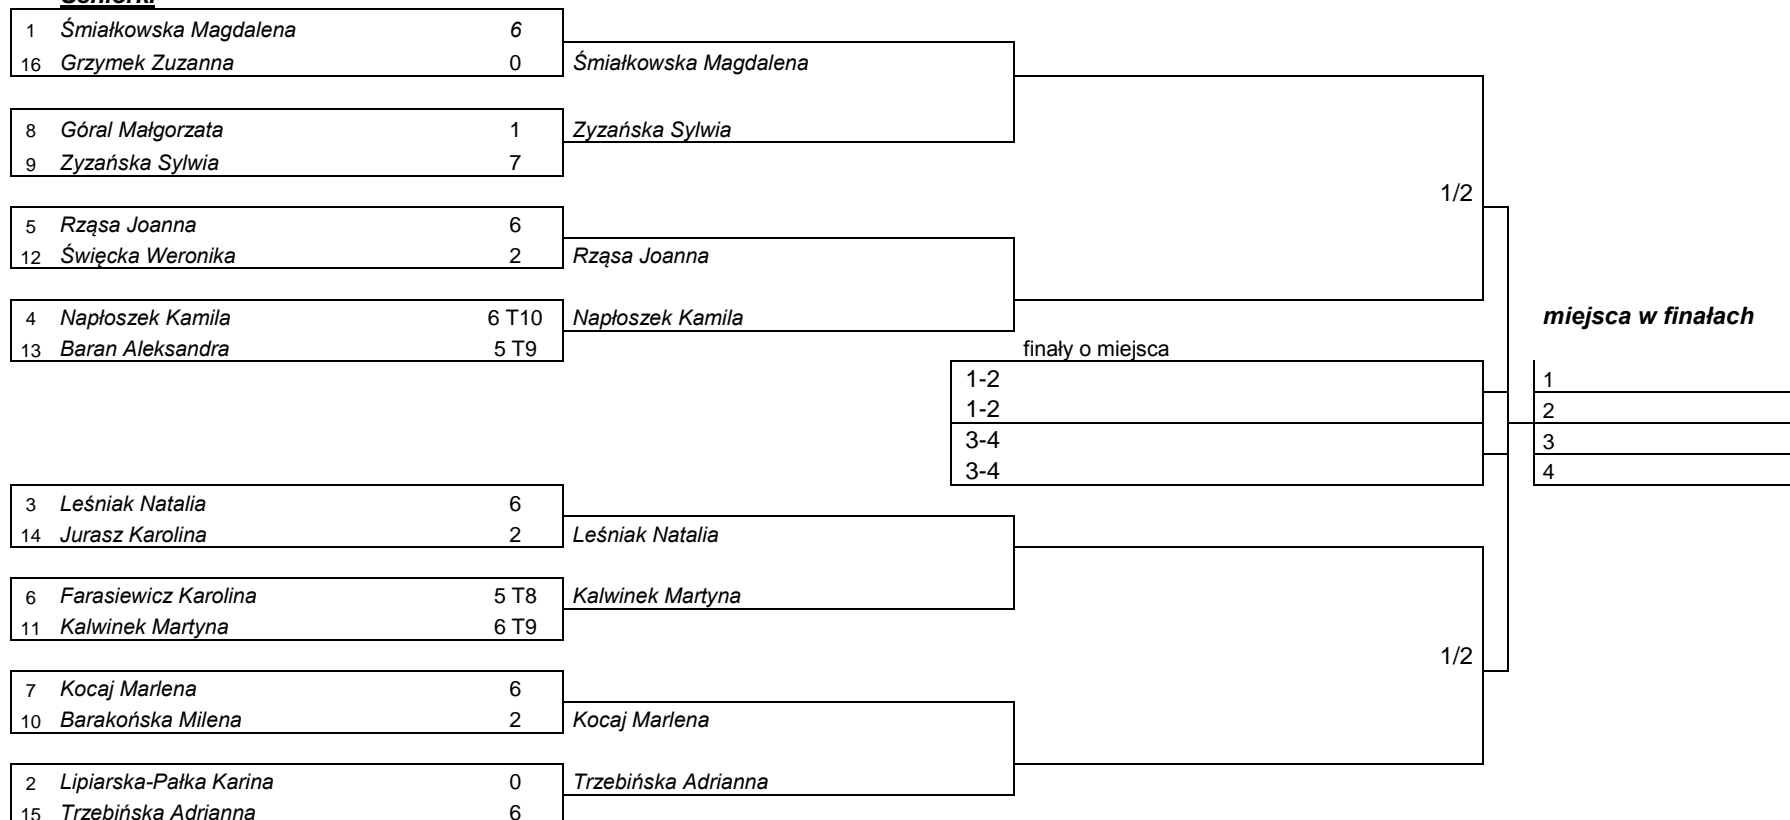 Seniorki
1 Śmiałkowska Magdalena 6
16 Grzymek Zuzanna 0 Śmiałkowska Magdalena
8 Góral Małgorzata 1 Zyzańska Sylwia
9 Zyzańska Sylwia 7
1/2
5 Rząsa Joanna 6
12 Święcka Weronika 2 Rząsa Joanna
4 Napłoszek Kamila 6 T10 Napłoszek Kamila miejsca w finałach
13 Baran Aleksandra 5 T9 finały o miejsca
1-2 1
1-2 2
3-4 3
3-4 4
3 Leśniak Natalia 6
14 Jurasz Karolina 2 Leśniak Natalia
6 Farasiewicz Karolina 5 T8 Kalwinek Martyna
11 Kalwinek Martyna 6 T9
1/2
7 Kocaj Marlena 6
10 Barakońska Milena 2 Kocaj Marlena
2 Lipiarska-Pałka Karina 0 Trzebińska Adrianna
15 Trzebińska Adrianna 6